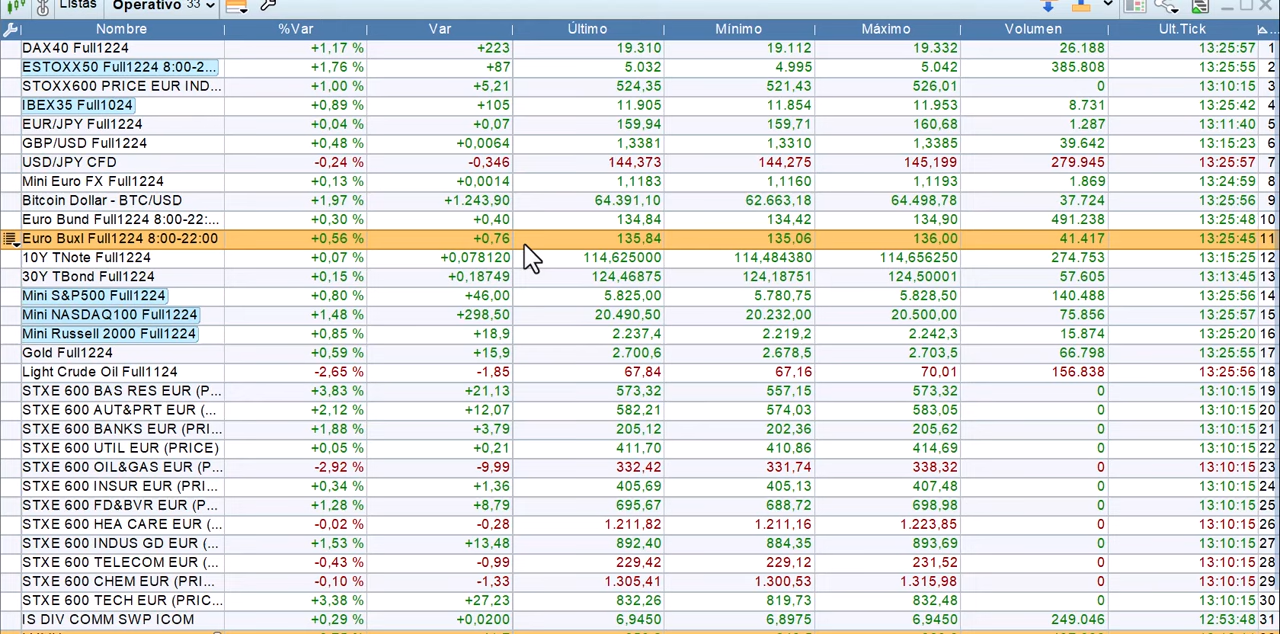 Listas Operativo 33
Nombre %Var Var Último Mínimo Máximo Volumen Ult.Tick
DAX40 Full1224 +1,17 % +223 19.310 19.112 19.332 26.188 13:25:57 1
ESTOXX50 Full1224 8:00-2... +1,76 % +87 5.032 4.995 5.042 385.808 13:25:55 2
STOXX600 PRICE EUR IND... +1,00 % +5,21 524,35 521,43 526,01 0 13:10:15 3
IBEX35 Full1024 +0,89 % +105 11.905 11.854 11.953 8.731 13:25:42 4
EUR/JPY Full1224 +0,04 % +0,07 159,94 159,71 160,68 1.287 13:11:40 5
GBP/USD Full1224 +0,48 % +0,0064 1,3381 1,3310 1,3385 39.642 13:15:23 6
USD/JPY CFD -0,24 % -0,346 144,373 144,275 145,199 279.945 13:25:57 7
Mini Euro FX Full1224 +0,13 % +0,0014 1,1183 1,1160 1,1193 1.869 13:24:59 8
Bitcoin Dollar - BTC/USD +1,97 % +1.243,90 64.391,10 62.663,18 64.498,78 37.724 13:25:56 9
Euro Bund Full1224 8:00-22:... +0,30 % +0,40 134,84 134,42 134,90 491.238 13:25:48 10
Euro Buxl Full1224 8:00-22:00 +0,56 % +0,76 135,84 135,06 136,00 41.417 13:25:45 11
10Y TNote Full1224 +0,07 % +0,078120 114,625000 114,484380 114,656250 274.753 13:15:25 12
30Y TBond Full1224 +0,15 % +0,18749 124,46875 124,18751 124,50001 57.605 13:13:45 13
Mini S&P500 Full1224 +0,80 % +46,00 5.825,00 5.780,75 5.828,50 140.488 13:25:56 14
Mini NASDAQ100 Full1224 +1,48 % +298,50 20.490,50 20.232,00 20.500,00 75.856 13:25:57 15
Mini Russell 2000 Full1224 +0,85 % +18,9 2.237,4 2.219,2 2.242,3 15.874 13:25:20 16
Gold Full1224 +0,59 % +15,9 2.700,6 2.678,5 2.703,5 66.798 13:25:55 17
Light Crude Oil Full1124 -2,65 % -1,85 67,84 67,16 70,01 156.838 13:25:56 18
STXE 600 BAS RES EUR (P... +3,83 % +21,13 573,32 557,15 573,32 0 13:10:15 19
STXE 600 AUT&PRT EUR (... +2,12 % +12,07 582,21 574,03 583,05 0 13:10:15 20
STXE 600 BANKS EUR (PRI... +1,88 % +3,79 205,12 202,36 205,62 0 13:10:15 21
STXE 600 UTIL EUR (PRICE) +0,05 % +0,21 411,70 410,86 414,69 0 13:10:15 22
STXE 600 OIL&GAS EUR (P... -2,92 % -9,99 332,42 331,74 338,32 0 13:10:15 23
STXE 600 INSUR EUR (PRI... +0,34 % +1,36 405,69 405,13 407,48 0 13:10:15 24
STXE 600 FD&BVR EUR (PRI... +1,28 % +8,79 695,67 688,72 698,98 0 13:10:15 25
STXE 600 HEA CARE EUR (... -0,02 % -0,28 1.211,82 1.211,16 1.223,85 0 13:10:15 26
STXE 600 INDUS GD EUR (... +1,53 % +13,48 892,40 884,35 893,69 0 13:10:15 27
STXE 600 TELECOM EUR (... -0,43 % -0,99 229,42 229,12 231,52 0 13:10:15 28
STXE 600 CHEM EUR (PRI... -0,10 % -1,33 1.305,41 1.300,53 1.315,98 0 13:10:15 29
STXE 600 TECH EUR (PRIC... +3,38 % +27,23 832,26 819,73 832,48 0 13:10:15 30
IS DIV COMM SWP ICOM +0,29 % +0,0200 6,9450 6,8975 6,9450 249.046 12:53:48 31